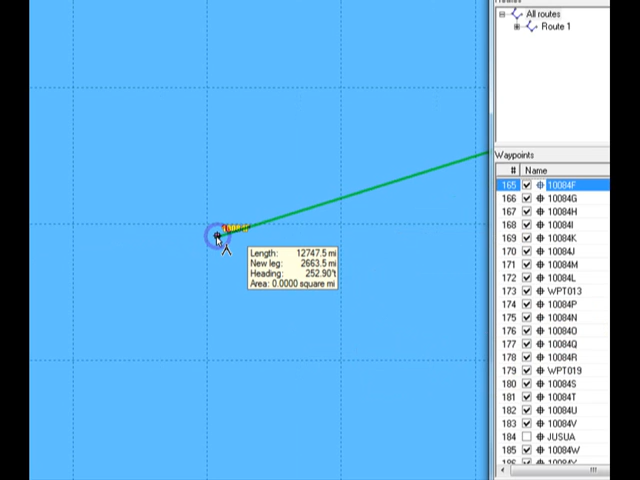 All routes
Route 1
Waypoints
# Name
165 10084F
166 10084G
167 10084H
168 10084I
169 10084K
170 10084J
171 10084M
172 10084L
173 WPT013
174 10084P
175 10084N
176 10084O
177 10084Q
178 10084R
179 WPT019
180 10084S
181 10084T
182 10084U
183 10084V
184 JUSUA
185 10084W
Length: 12747.5 mi
New leg: 2663.5 mi
Heading: 252.90°t
Area: 0.0000 square mi